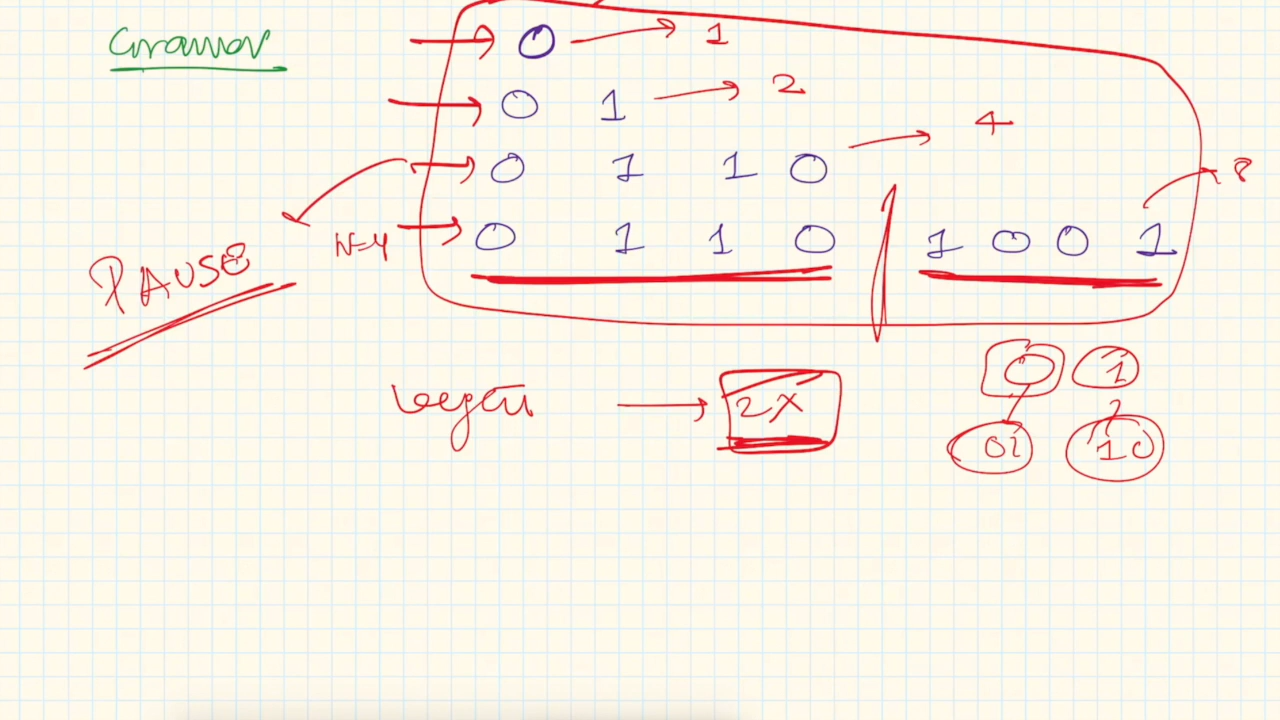 Gramar
0 → 1
0 1 → 2
0 1 1 0 → 4
N=4 0 1 1 0 1 0 0 1 8
PAUSE
→ 2X
0 1
01 10